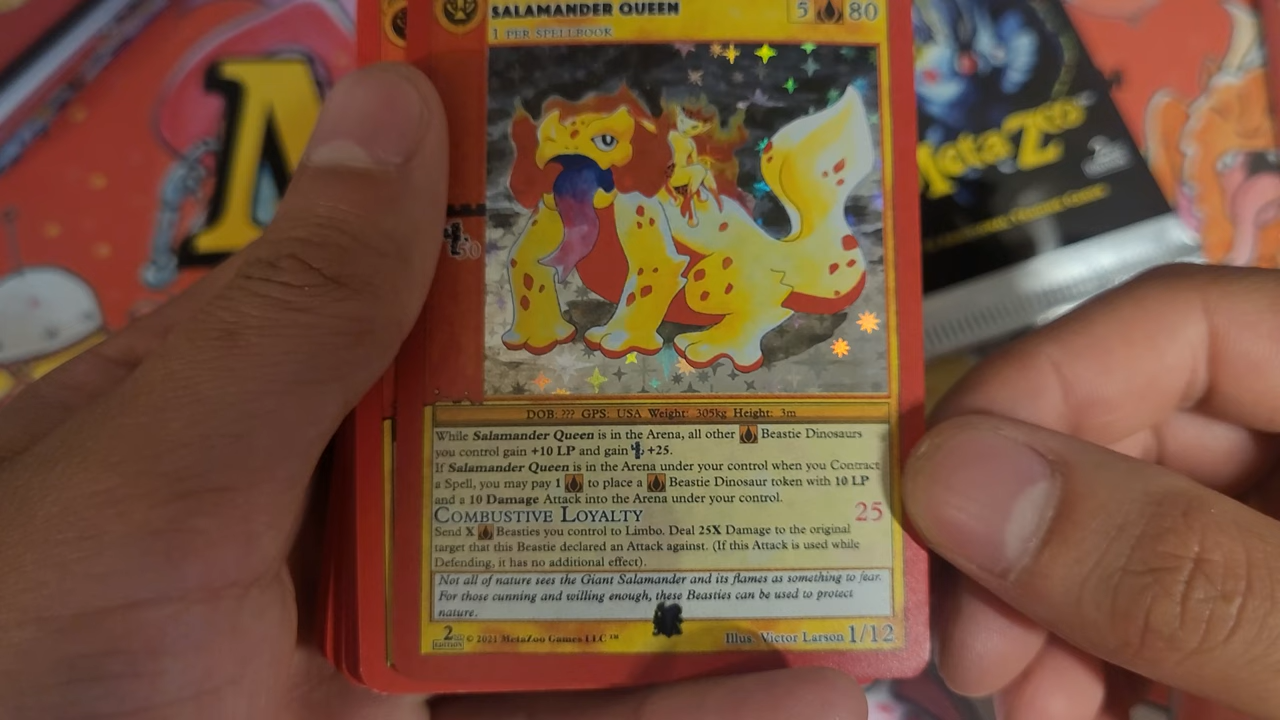 SALAMANDER QUEEN
5 80
1 PER SPELLBOOK
M
MetaZoo
50
DOB: ??? GPS: USA Weight: 305kg Height: 3m
While Salamander Queen is in the Arena, all other Beastie Dinosaurs
you control gain +10 LP and gain +25.
If Salamander Queen is in the Arena under your control when you Contract
a Spell, you may pay 1 to place a Beastie Dinosaur token with 10 LP
and a 10 Damage Attack into the Arena under your control.
COMBUSTIVE LOYALTY 25
Send X Beasties you control to Limbo. Deal 25X Damage to the original
target that this Beastie declared an Attack against. (If this Attack is used while
Defending, it has no additional effect).
Not all of nature sees the Giant Salamander and its flames as something to fear.
For those cunning and willing enough, these Beasties can be used to protect
nature.
2ND EDITION © 2021 MetaZoo Games LLC™ Illus. Victor Larson 1/12